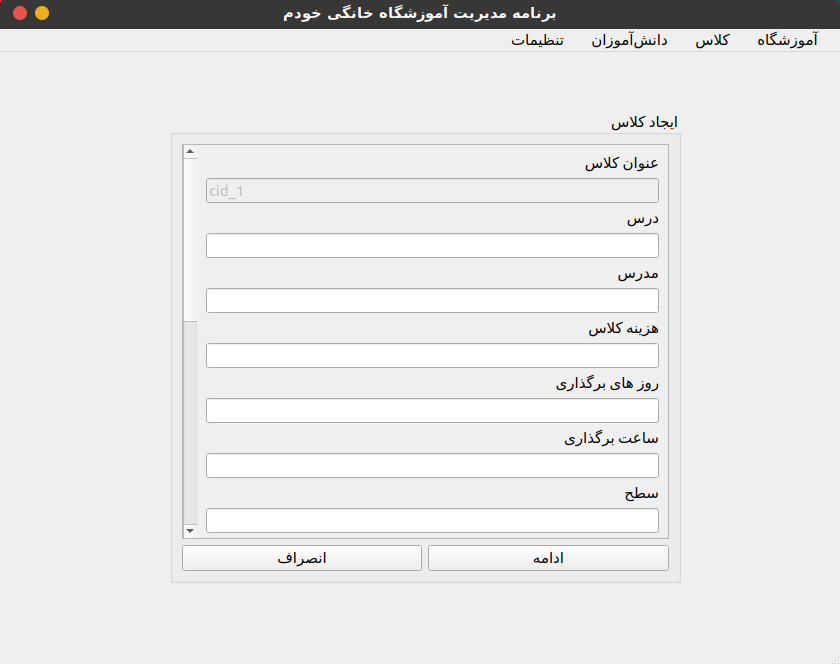 برنامه مدیریت آموزشگاه خانگی خودم
آموزشگاه کلاس دانش‌آموزان تنظیمات
ایجاد کلاس
عنوان کلاس
cid_1
درس
مدرس
هزینه کلاس
روز های برگذاری
ساعت برگذاری
سطح
ادامه انصراف